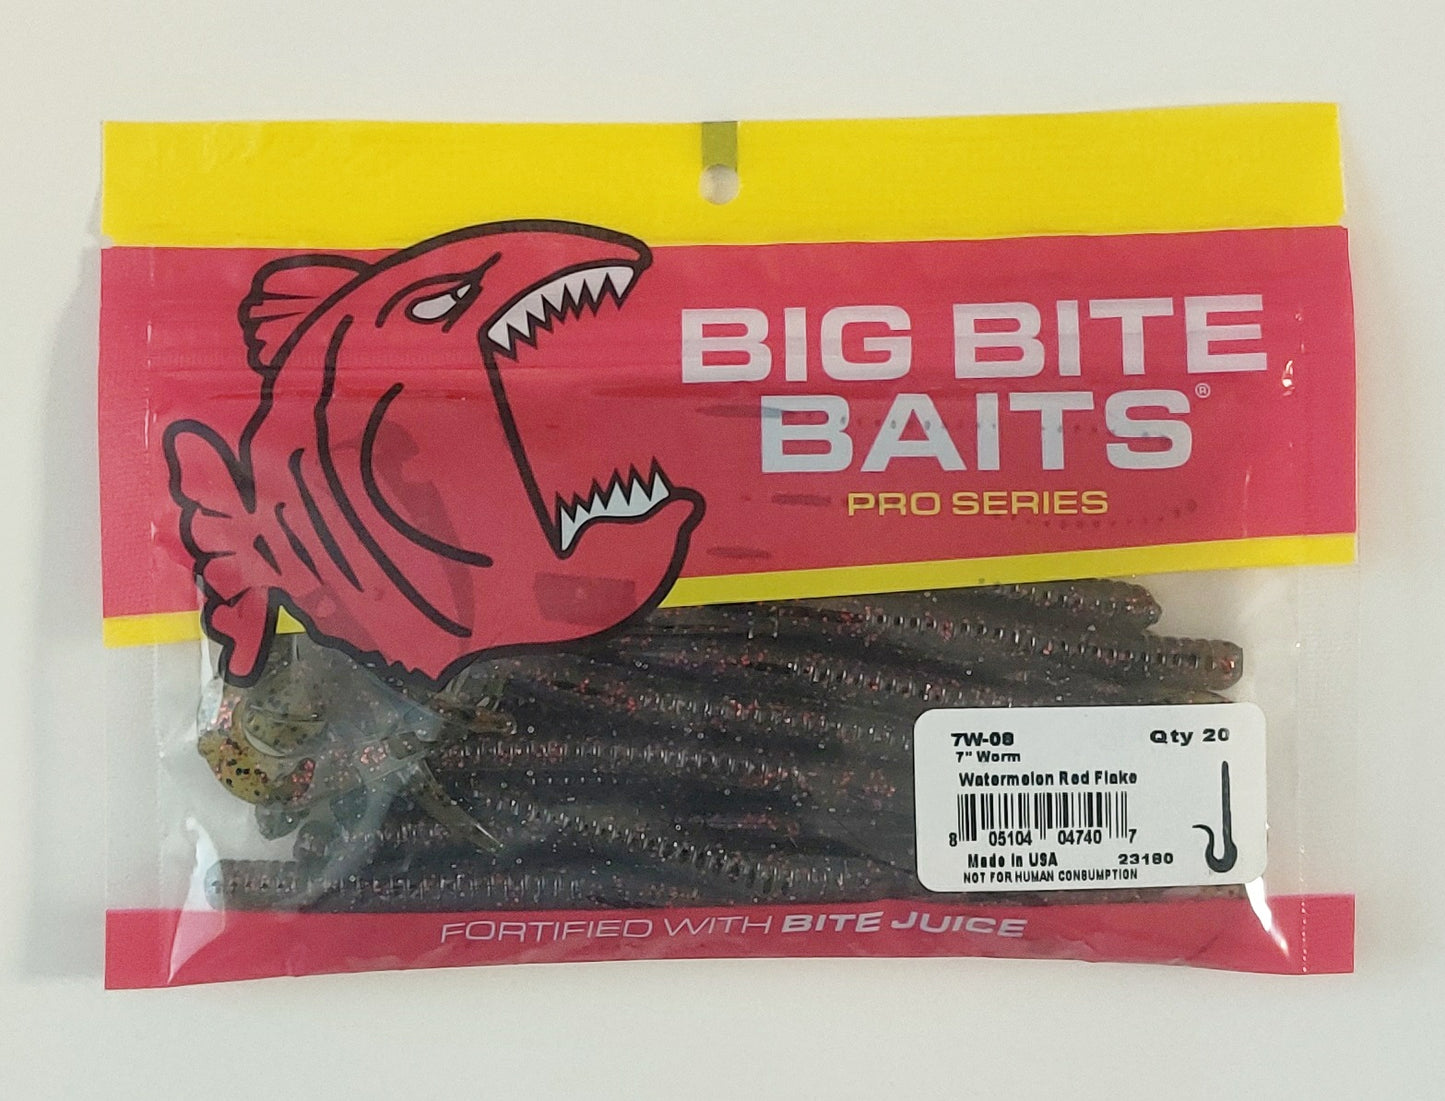 BIG BITE
BAITS®
PRO SERIES
7W-08 Qty 20
7" Worm
Watermelon Red Flake
8 05104 04740 7
Made in USA 23180
NOT FOR HUMAN CONSUMPTION
FORTIFIED WITH BITE JUICE